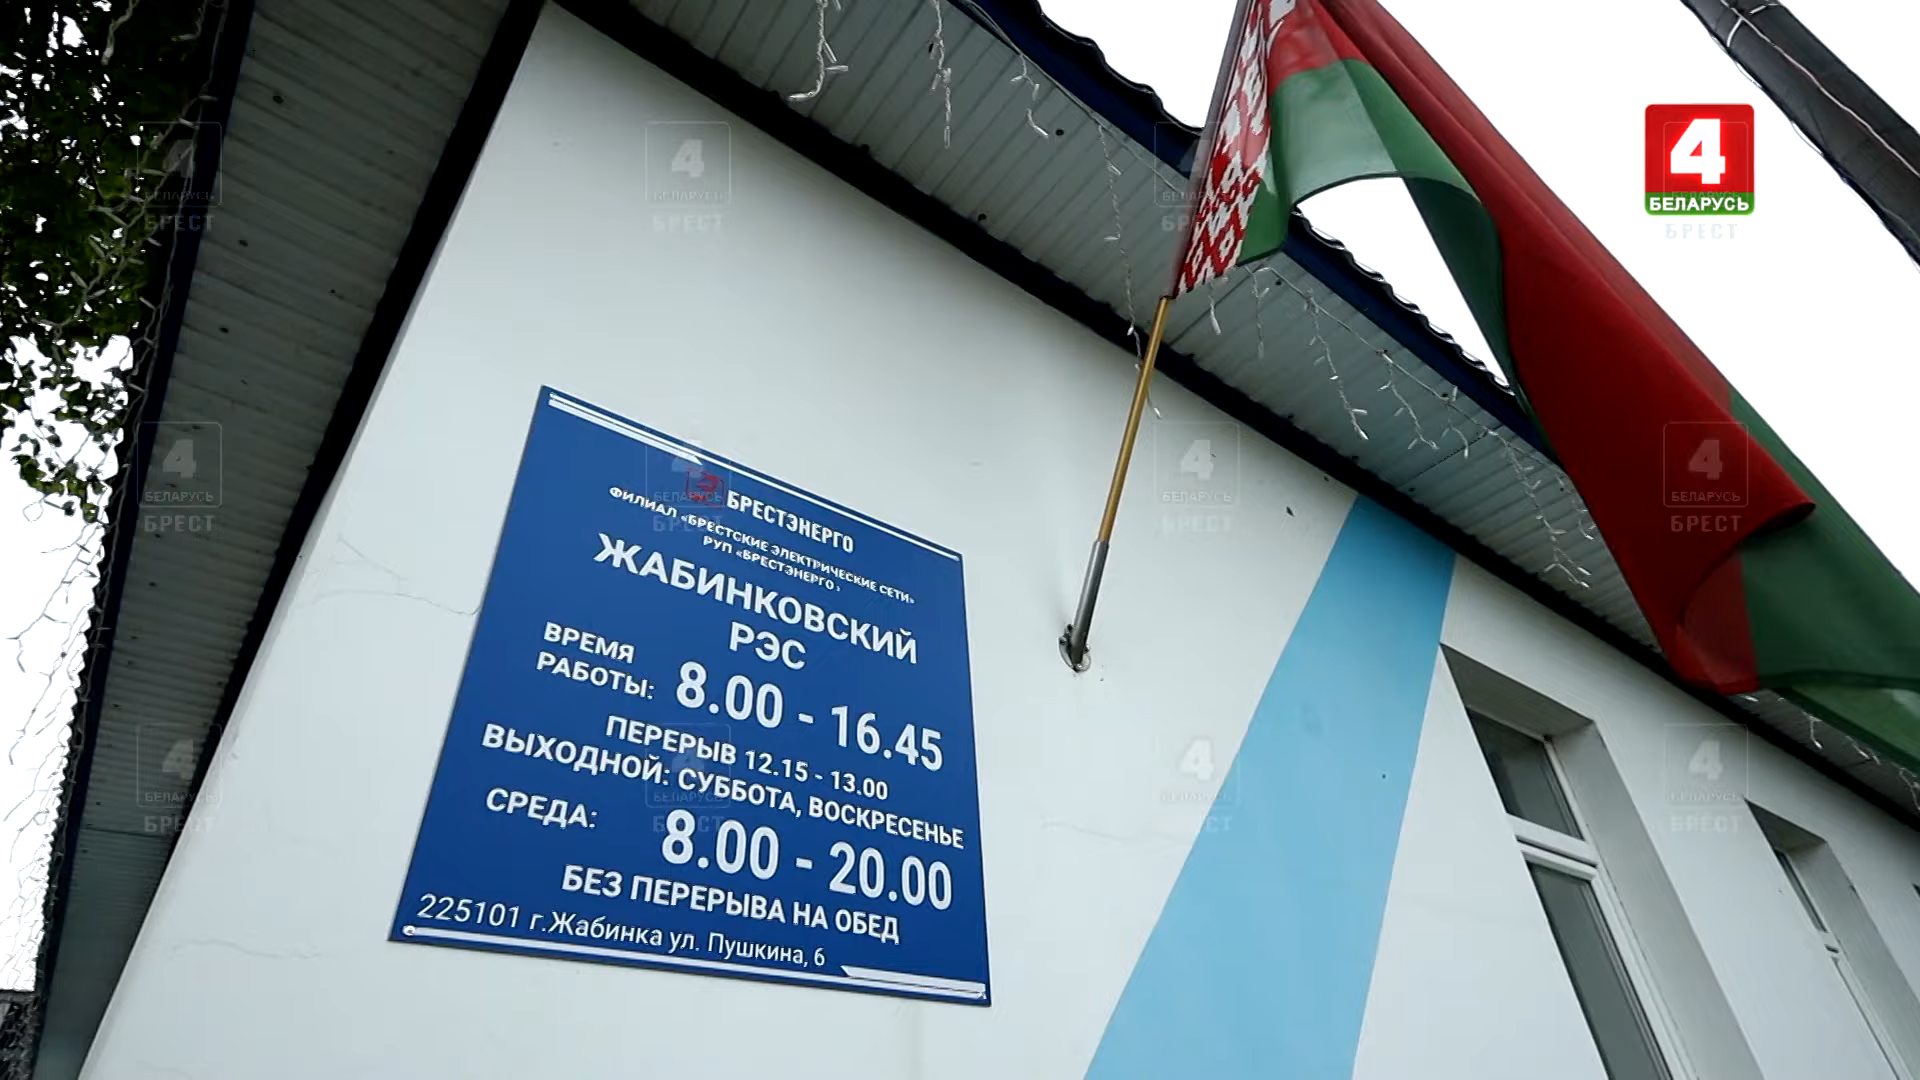 4
БЕЛАРУСЬ
БРЕСТ
БРЕСТЭНЕРГО
ФИЛИАЛ «БРЕСТСКИЕ ЭЛЕКТРИЧЕСКИЕ СЕТИ»
РУП «БРЕСТЭНЕРГО»
ЖАБИНКОВСКИЙ
РЭС
ВРЕМЯ
РАБОТЫ: 8.00 - 16.45
ПЕРЕРЫВ 12.15 - 13.00
ВЫХОДНОЙ: СУББОТА, ВОСКРЕСЕНЬЕ
СРЕДА: 8.00 - 20.00
БЕЗ ПЕРЕРЫВА НА ОБЕД
225101 г.Жабинка ул. Пушкина, 6